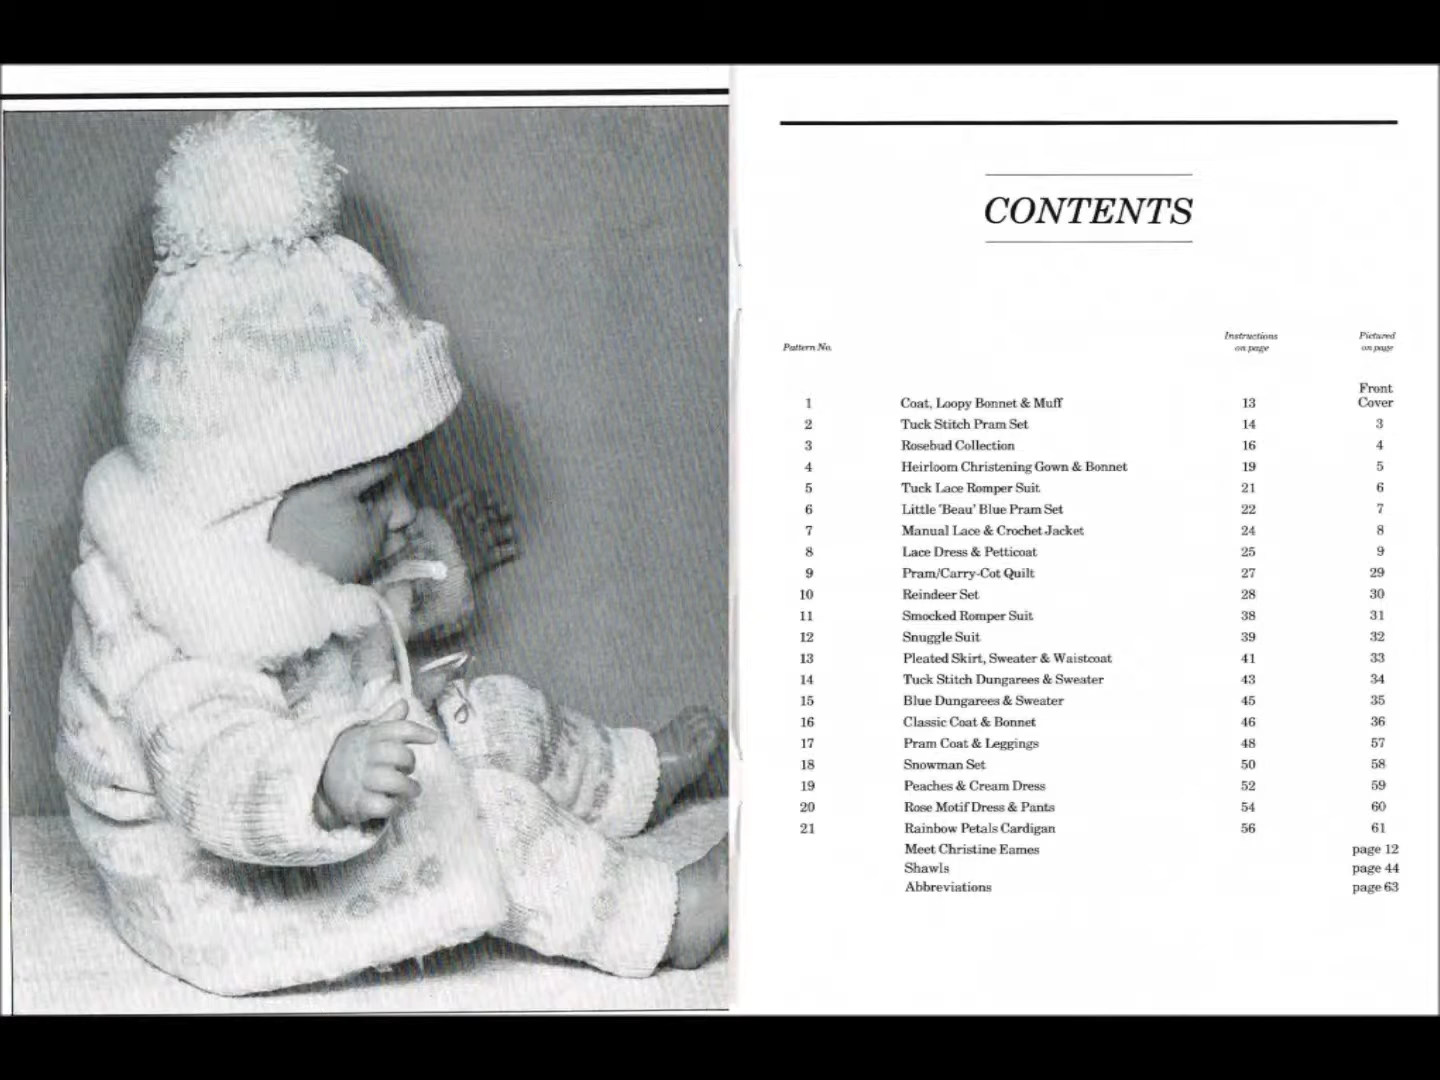 CONTENTS
Pattern No. Instructions on page Pictured on page
1 Coat, Loopy Bonnet & Muff 13 Front Cover
2 Tuck Stitch Pram Set 14 3
3 Rosebud Collection 16 4
4 Heirloom Christening Gown & Bonnet 19 5
5 Tuck Lace Romper Suit 21 6
6 Little 'Beau' Blue Pram Set 22 7
7 Manual Lace & Crochet Jacket 24 8
8 Lace Dress & Petticoat 25 9
9 Pram/Carry-Cot Quilt 27 29
10 Reindeer Set 28 30
11 Smocked Romper Suit 38 31
12 Snuggle Suit 39 32
13 Pleated Skirt, Sweater & Waistcoat 41 33
14 Tuck Stitch Dungarees & Sweater 43 34
15 Blue Dungarees & Sweater 45 35
16 Classic Coat & Bonnet 46 36
17 Pram Coat & Leggings 48 57
18 Snowman Set 50 58
19 Peaches & Cream Dress 52 59
20 Rose Motif Dress & Pants 54 60
21 Rainbow Petals Cardigan 56 61
Meet Christine Eames page 12
Shawls page 44
Abbreviations page 63